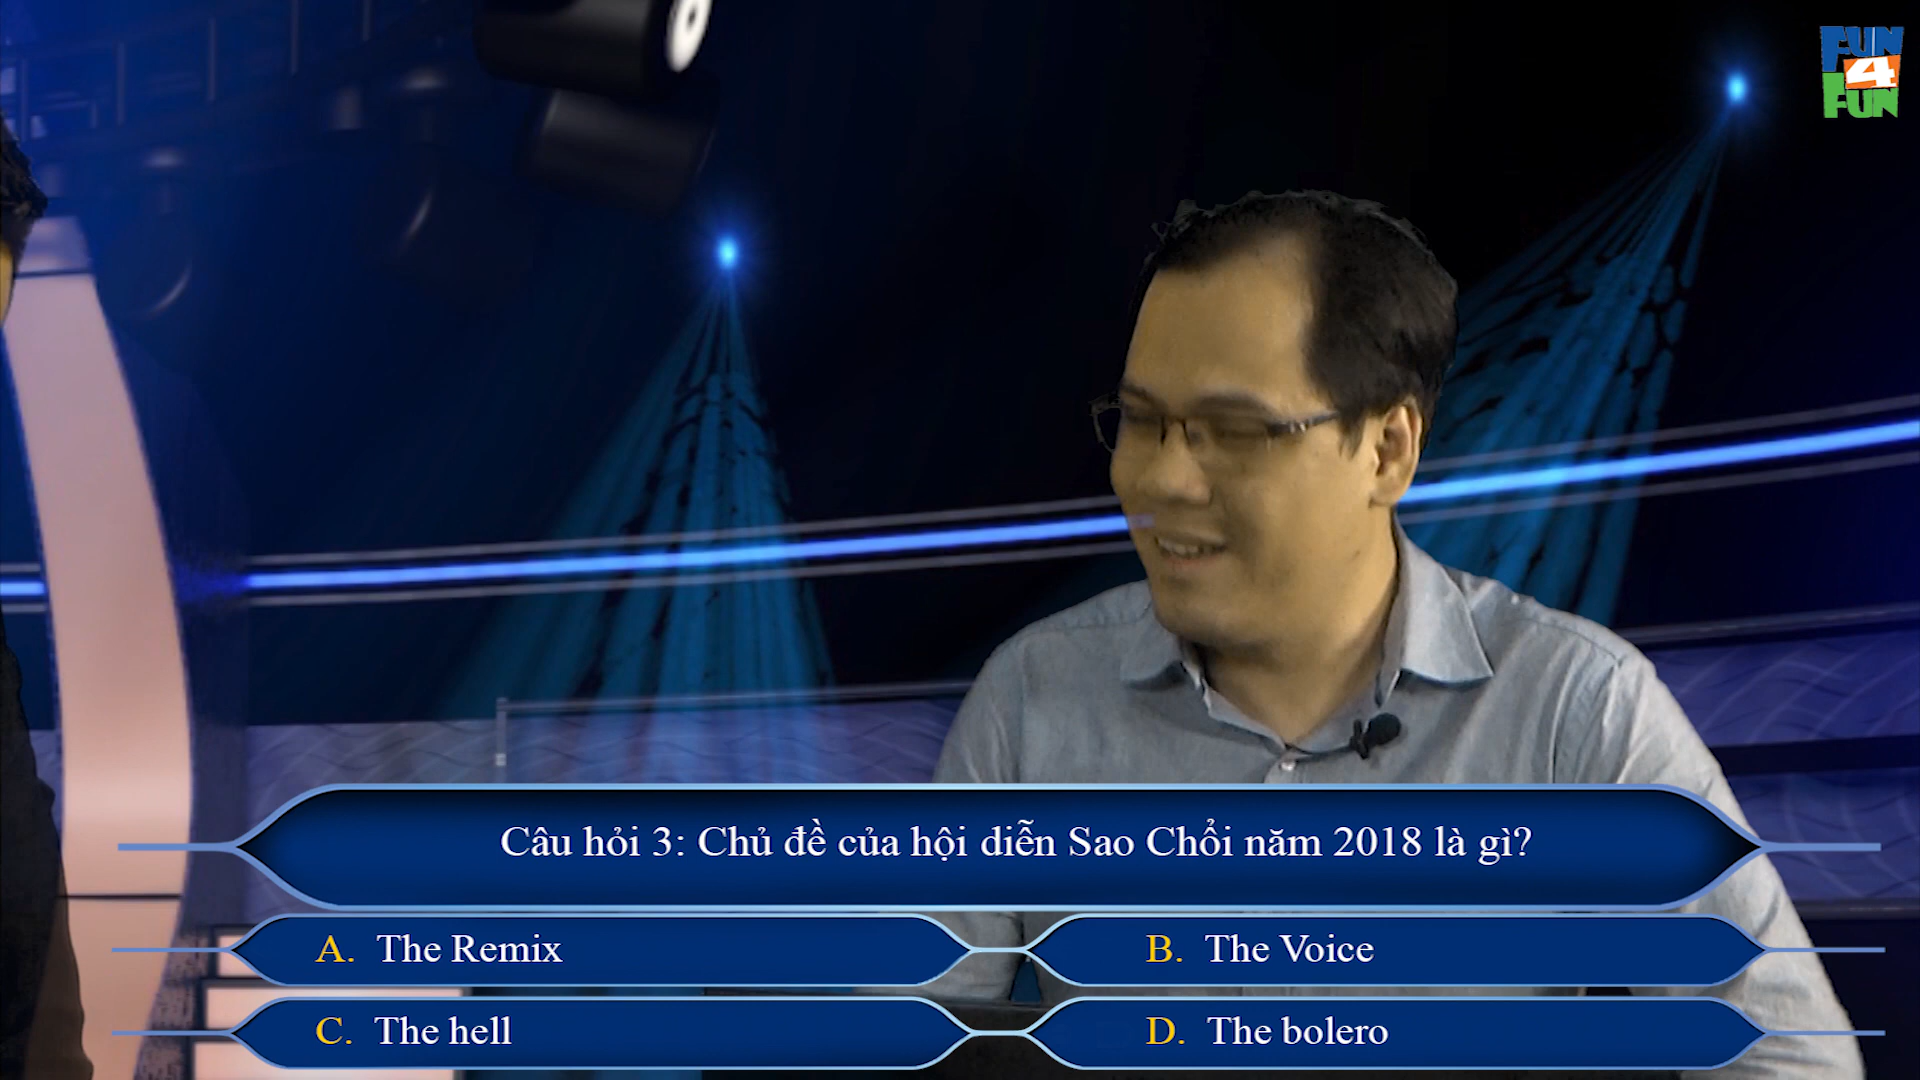 FUN
4
FUN
Câu hỏi 3: Chủ đề của hội diễn Sao Chổi năm 2018 là gì?
A. The Remix
B. The Voice
C. The hell
D. The bolero